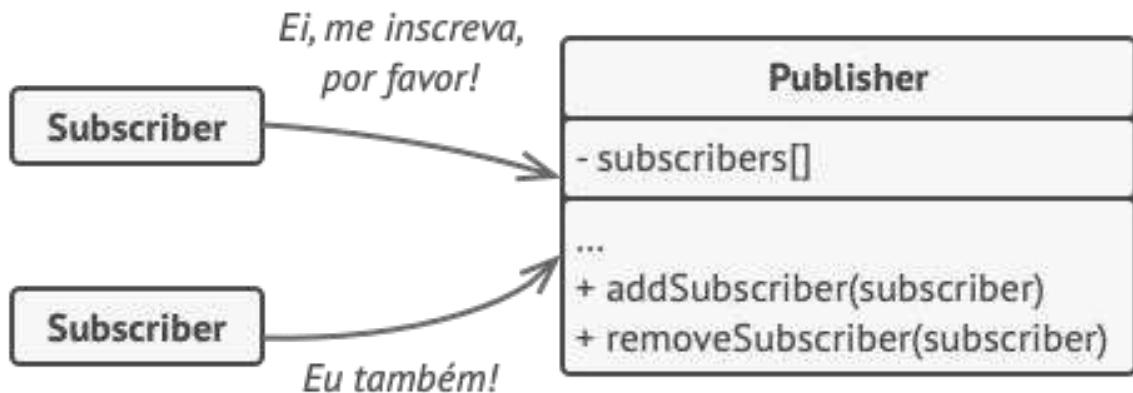 Ei, me inscreva,
por favor!
Subscriber
Subscriber
Eu também!
Publisher
- subscribers[]
...
+ addSubscriber(subscriber)
+ removeSubscriber(subscriber)